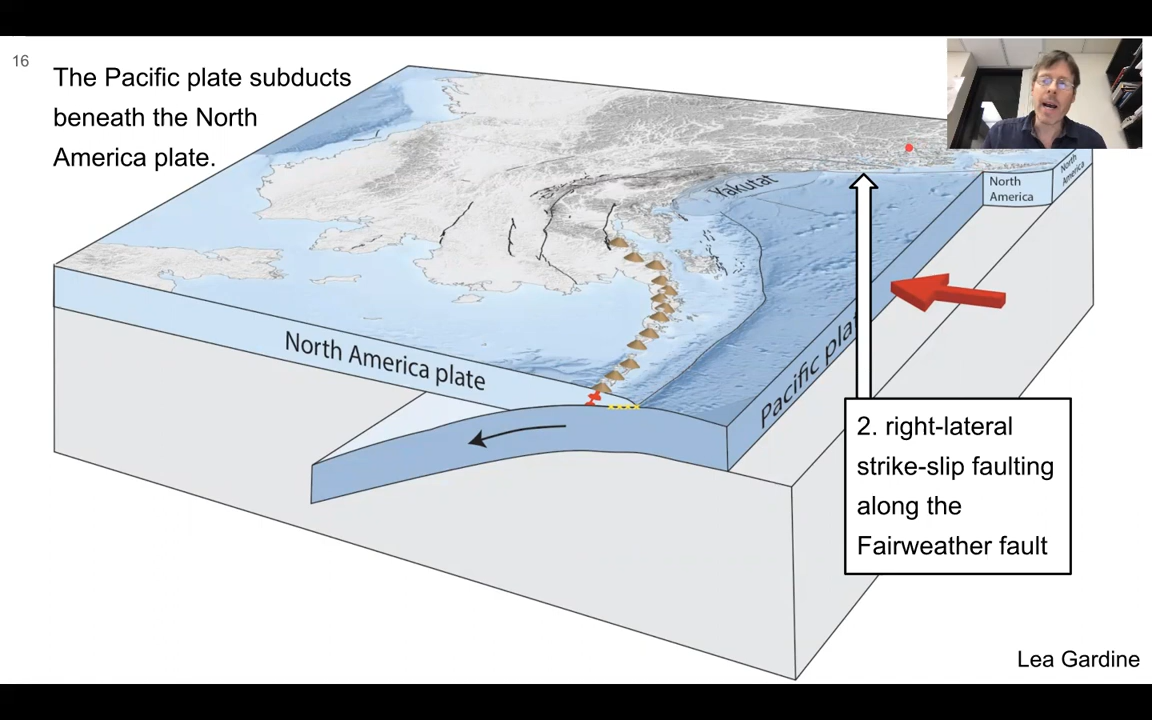 16
The Pacific plate subducts
beneath the North
America plate.
Yakutat
North
America
North
America
North America plate
Pacific pla
2. right-lateral
strike-slip faulting
along the
Fairweather fault
Lea Gardine